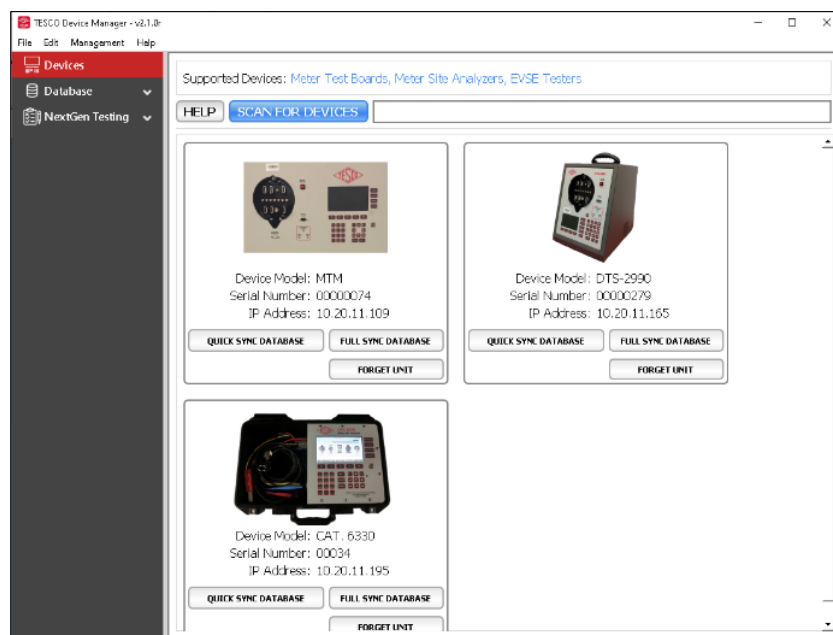 TESCO Device Manager - v2.1.0r
File Edit Management Help
Devices
Database
NextGen Testing
Supported Devices: Meter Test Boards, Meter Site Analyzers, EVSE Testers
HELP SCAN FOR DEVICES
TESCO
Device Model: MTM
Serial Number: 00000074
IP Address: 10.20.11.109
QUICK SYNC DATABASE FULL SYNC DATABASE
FORGET UNIT
Device Model: DTS-2990
Serial Number: 00000279
IP Address: 10.20.11.165
QUICK SYNC DATABASE FULL SYNC DATABASE
FORGET UNIT
Device Model: CAT. 6330
Serial Number: 00034
IP Address: 10.20.11.195
QUICK SYNC DATABASE FULL SYNC DATABASE
FORGET UNIT